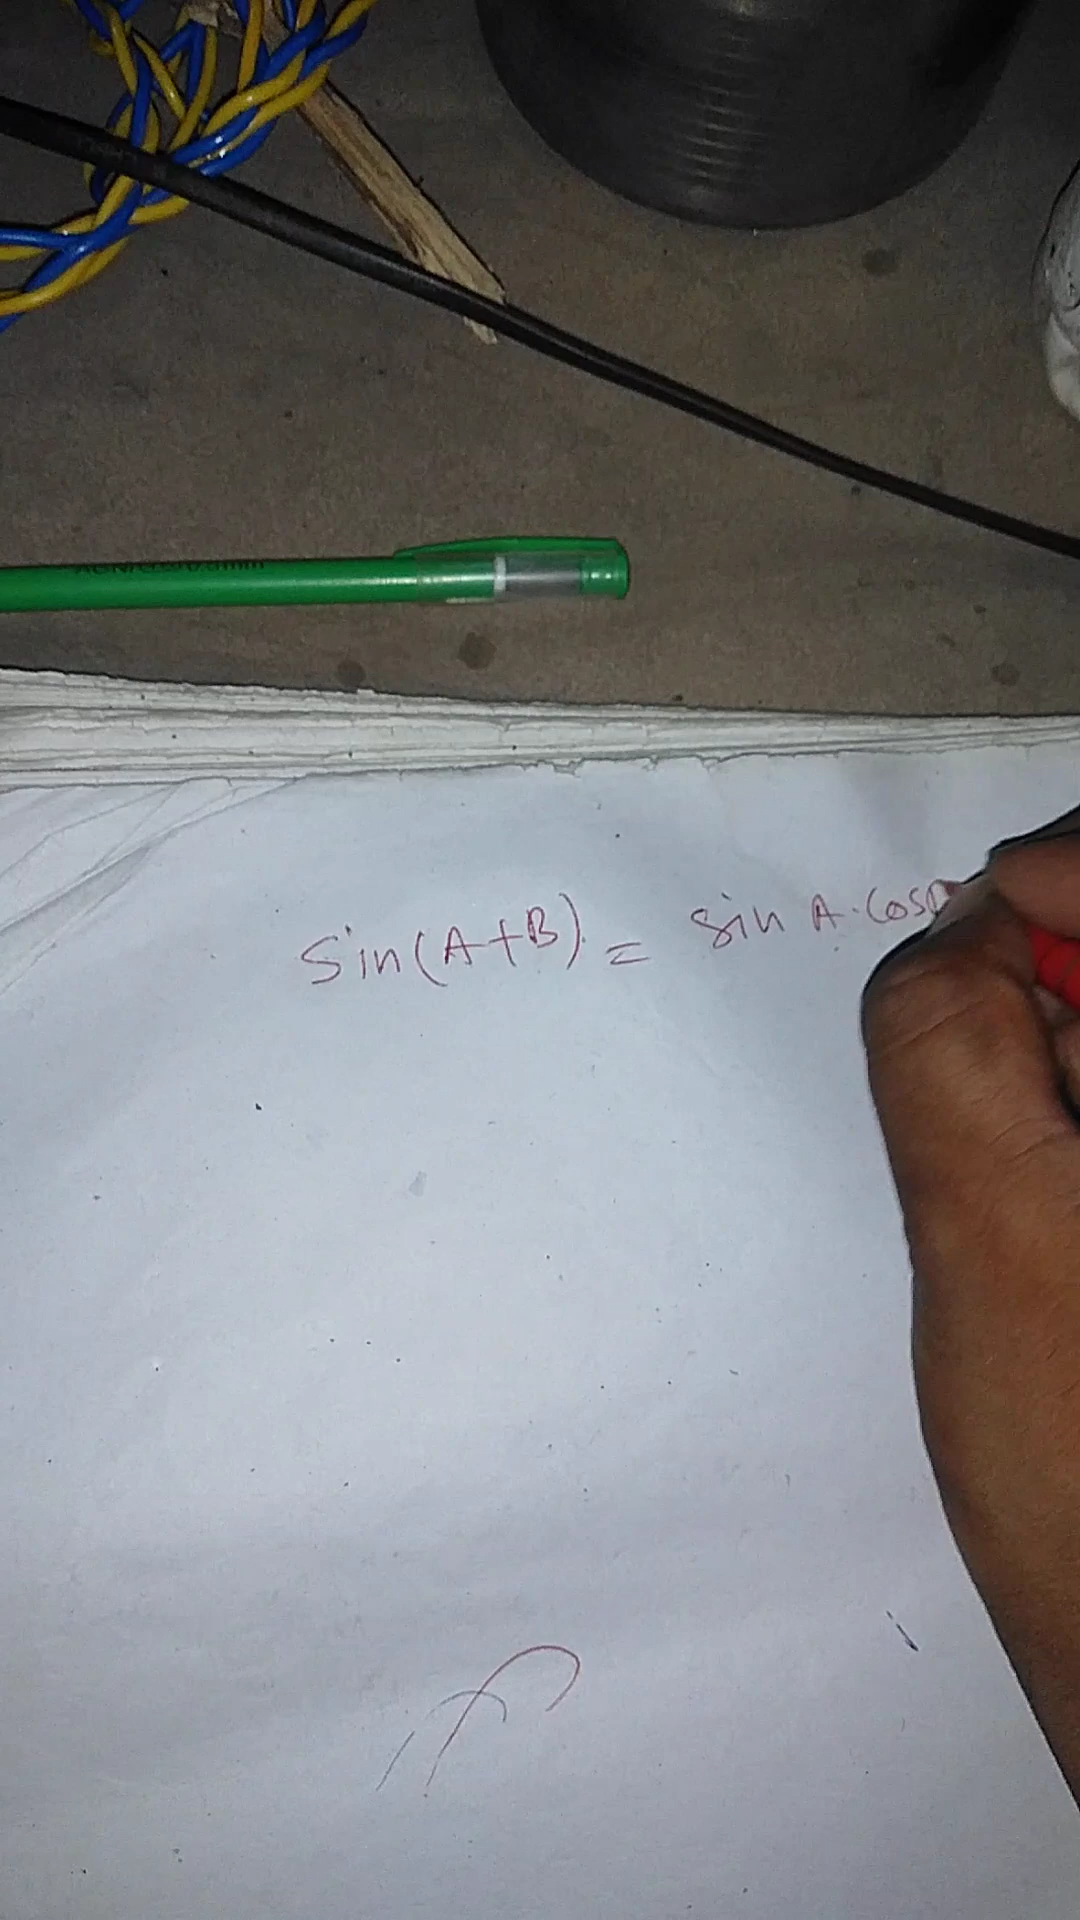 Sin(A+B) = sin A. Cos